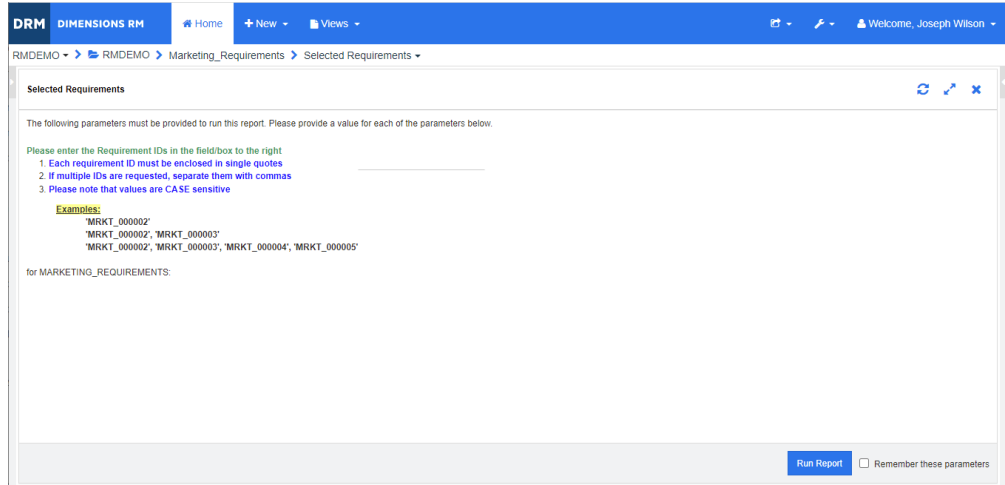 DRM DIMENSIONS RM Home + New Views Welcome, Joseph Wilson
RMDEMO > RMDEMO > Marketing_Requirements > Selected Requirements
Selected Requirements
The following parameters must be provided to run this report. Please provide a value for each of the parameters below.
Please enter the Requirement IDs in the field/box to the right
1. Each requirement ID must be enclosed in single quotes
2. If multiple IDs are requested, separate them with commas
3. Please note that values are CASE sensitive
Examples:
'MRKT_000002'
'MRKT_000002', 'MRKT_000003'
'MRKT_000002', 'MRKT_000003', 'MRKT_000004', 'MRKT_000005'
for MARKETING_REQUIREMENTS:
Run Report Remember these parameters